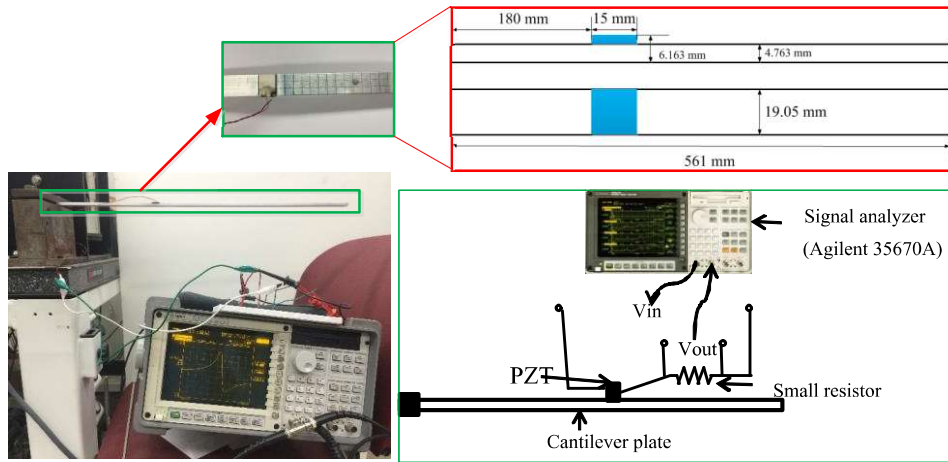 180 mm
15 mm
6.163 mm
4.763 mm
19.05 mm
561 mm
Signal analyzer
(Agilent 35670A)
Vin
Vout
PZT
Small resistor
Cantilever plate